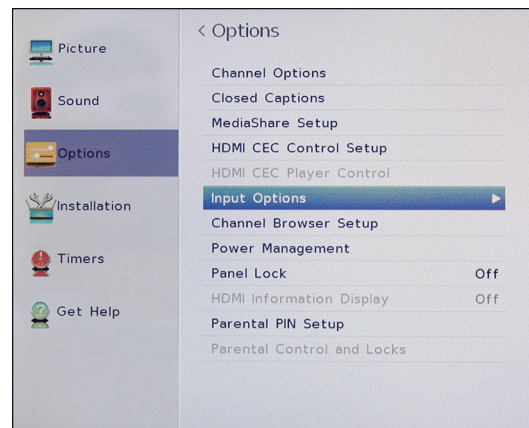 Picture
Sound
Options
Installation
Timers
Get Help
< Options
Channel Options
Closed Captions
MediaShare Setup
HDMI CEC Control Setup
HDMI CEC Player Control
Input Options
Channel Browser Setup
Power Management
Panel Lock Off
HDMI Information Display Off
Parental PIN Setup
Parental Control and Locks